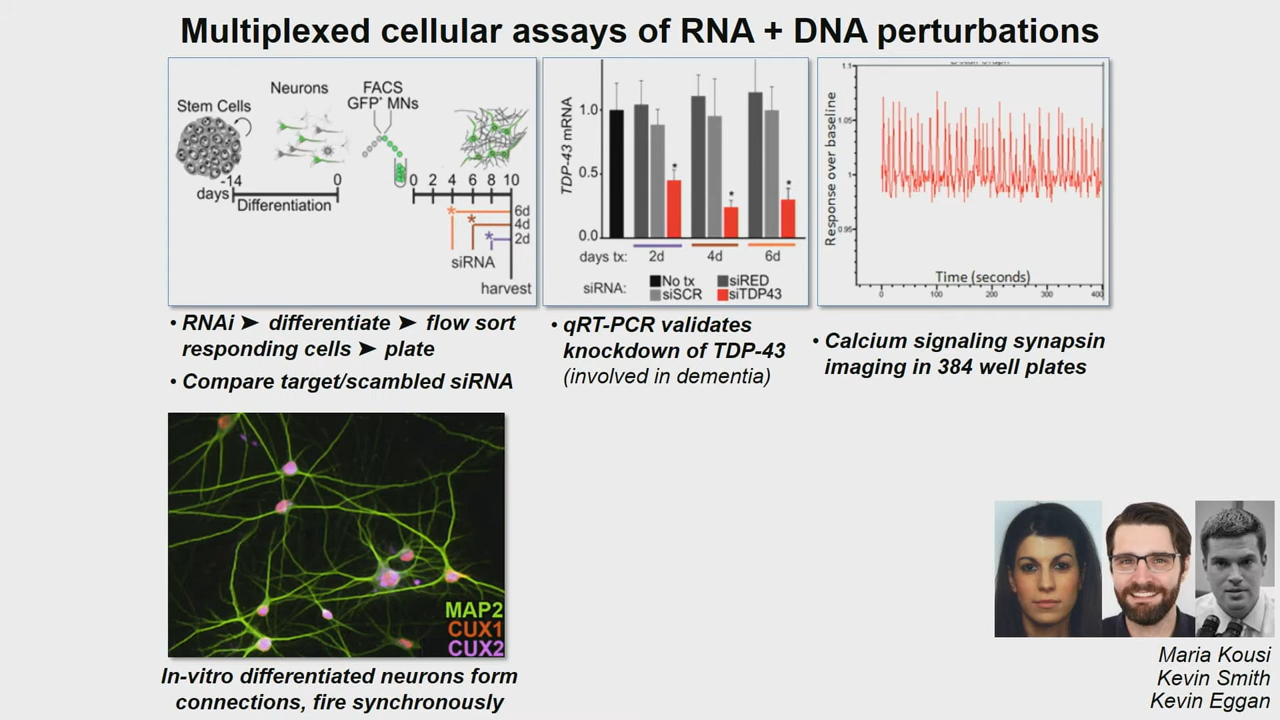 Multiplexed cellular assays of RNA + DNA perturbations
Stem Cells
Neurons
FACS
GFP+ MNs
-14
0
0 2 4 6 8 10
days
Differentiation
6d
4d
2d
siRNA
harvest
TDP-43 mRNA
1.0
0.5
0.0
* * *
days tx: 2d 4d 6d
siRNA: No tx siRED
siSCR siTDP43
Response over baseline
1.1
1.05
1
0.95
Time (seconds)
0 100 200 300 400
• RNAi ➤ differentiate ➤ flow sort
responding cells ➤ plate
• Compare target/scambled siRNA
• qRT-PCR validates
knockdown of TDP-43
(involved in dementia)
• Calcium signaling synapsin
imaging in 384 well plates
MAP2
CUX1
CUX2
In-vitro differentiated neurons form
connections, fire synchronously
Maria Kousi
Kevin Smith
Kevin Eggan